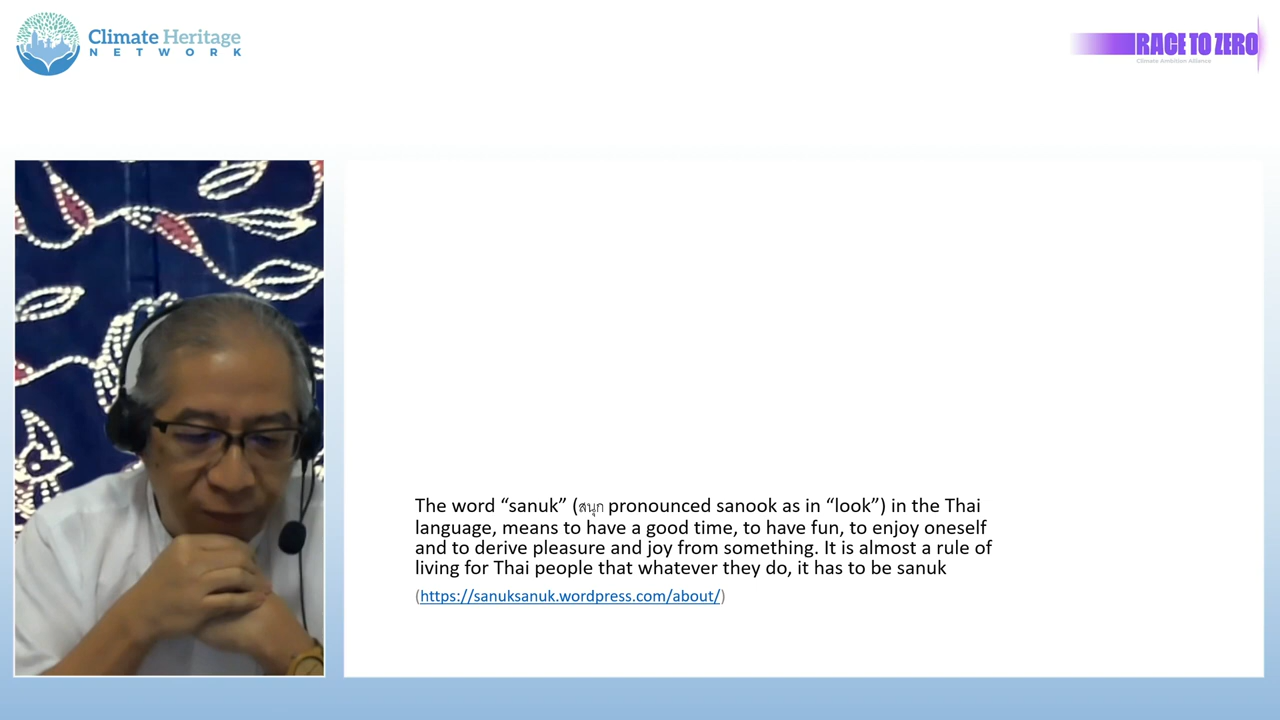 Climate Heritage
NETWORK
RACE TO ZERO
Climate Ambition Alliance
The word “sanuk” (สนุก pronounced sanook as in “look”) in the Thai
language, means to have a good time, to have fun, to enjoy oneself
and to derive pleasure and joy from something. It is almost a rule of
living for Thai people that whatever they do, it has to be sanuk
(https://sanuksanuk.wordpress.com/about/)